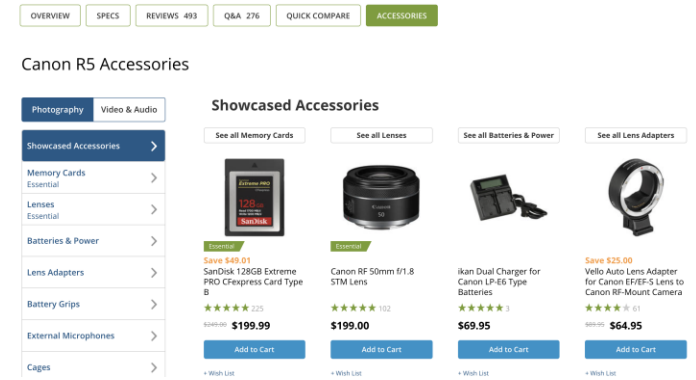 OVERVIEW
SPECS
REVIEWS 493
Q&A 276
QUICK COMPARE
ACCESSORIES
Canon R5 Accessories
Photography
Video & Audio
Showcased Accessories
Memory Cards
Essential
Lenses
Essential
Batteries & Power
Lens Adapters
Battery Grips
External Microphones
Cages
Showcased Accessories
See all Memory Cards
Extreme PRO
128GB
SanDisk
Essential
Save $49.01
SanDisk 128GB Extreme
PRO CFexpress Card Type
B
225
$249.00 $199.99
Add to Cart
+ Wish List
See all Lenses
Canon
50
Essential
Canon RF 50mm f/1.8
STM Lens
102
$199.00
Add to Cart
+ Wish List
See all Batteries & Power
ikan Dual Charger for
Canon LP-E6 Type
Batteries
3
$69.95
Add to Cart
+ Wish List
See all Lens Adapters
Save $25.00
Vello Auto Lens Adapter
for Canon EF/EF-S Lens to
Canon RF-Mount Camera
61
$89.95 $64.95
Add to Cart
+ Wish List